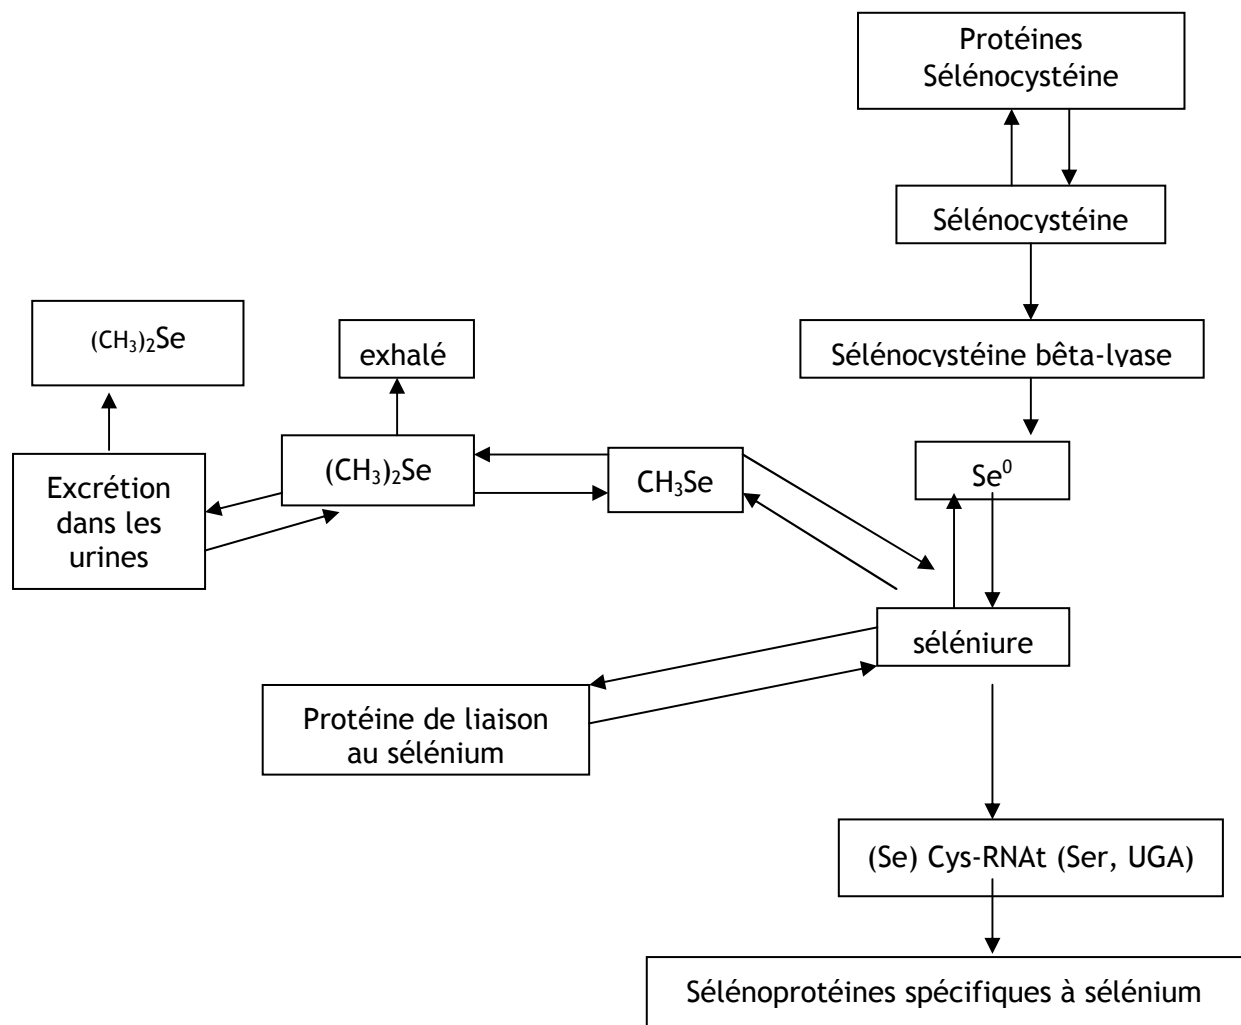 Protéines
Sélénocystéine
Sélénocystéine
(CH₃)₂Se
exhalé
Sélénocystéine bêta-lyase
(CH₃)₂Se
CH₃Se
Se⁰
Excrétion
dans les
urines
séléniure
Protéine de liaison
au sélénium
(Se) Cys-RNAt (Ser, UGA)
Sélénoprotéines spécifiques à sélénium